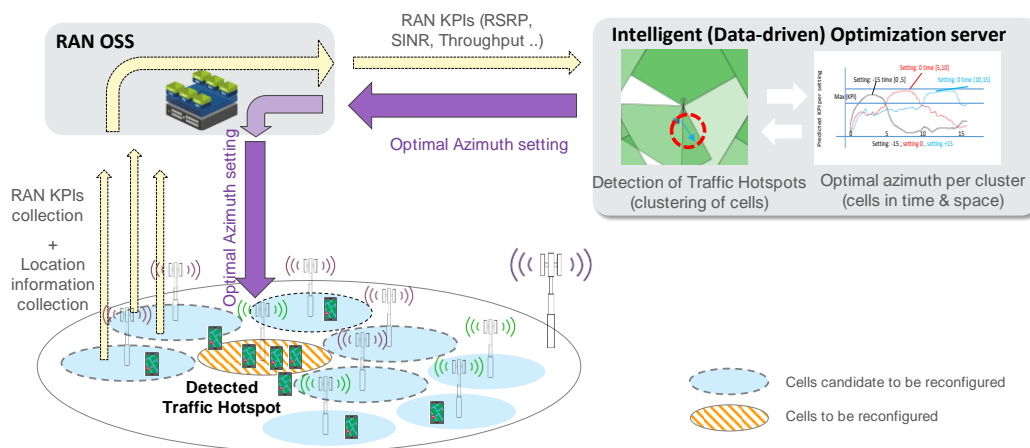 RAN OSS
RAN KPIs (RSRP,
SINR, Throughput ..)
Optimal Azimuth setting
Intelligent (Data-driven) Optimization server
Setting: 0 time [5,10]
Setting: -15 time [0 ,5]
Setting: 0 time [10,15]
Max(KPI)
Predicted KPI per setting
0
5
10
15
Setting: -15 , setting 0 , setting +15
Detection of Traffic Hotspots
(clustering of cells)
Optimal azimuth per cluster
(cells in time & space)
RAN KPIs
collection
+
Location
information
collection
Optimal Azimuth setting
Detected
Traffic Hotspot
Cells candidate to be reconfigured
Cells to be reconfigured